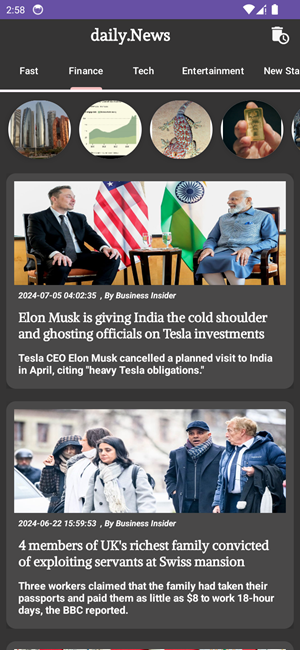 2:58
daily.News
Fast Finance Tech Entertainment New Sta
2024-07-05 04:02:35 , By Business Insider
Elon Musk is giving India the cold shoulder
and ghosting officials on Tesla investments
Tesla CEO Elon Musk cancelled a planned visit to India
in April, citing "heavy Tesla obligations."
2024-06-22 15:59:53 , By Business Insider
4 members of UK's richest family convicted
of exploiting servants at Swiss mansion
Three workers claimed that the family had taken their
passports and paid them as little as $8 to work 18-hour
days, the BBC reported.